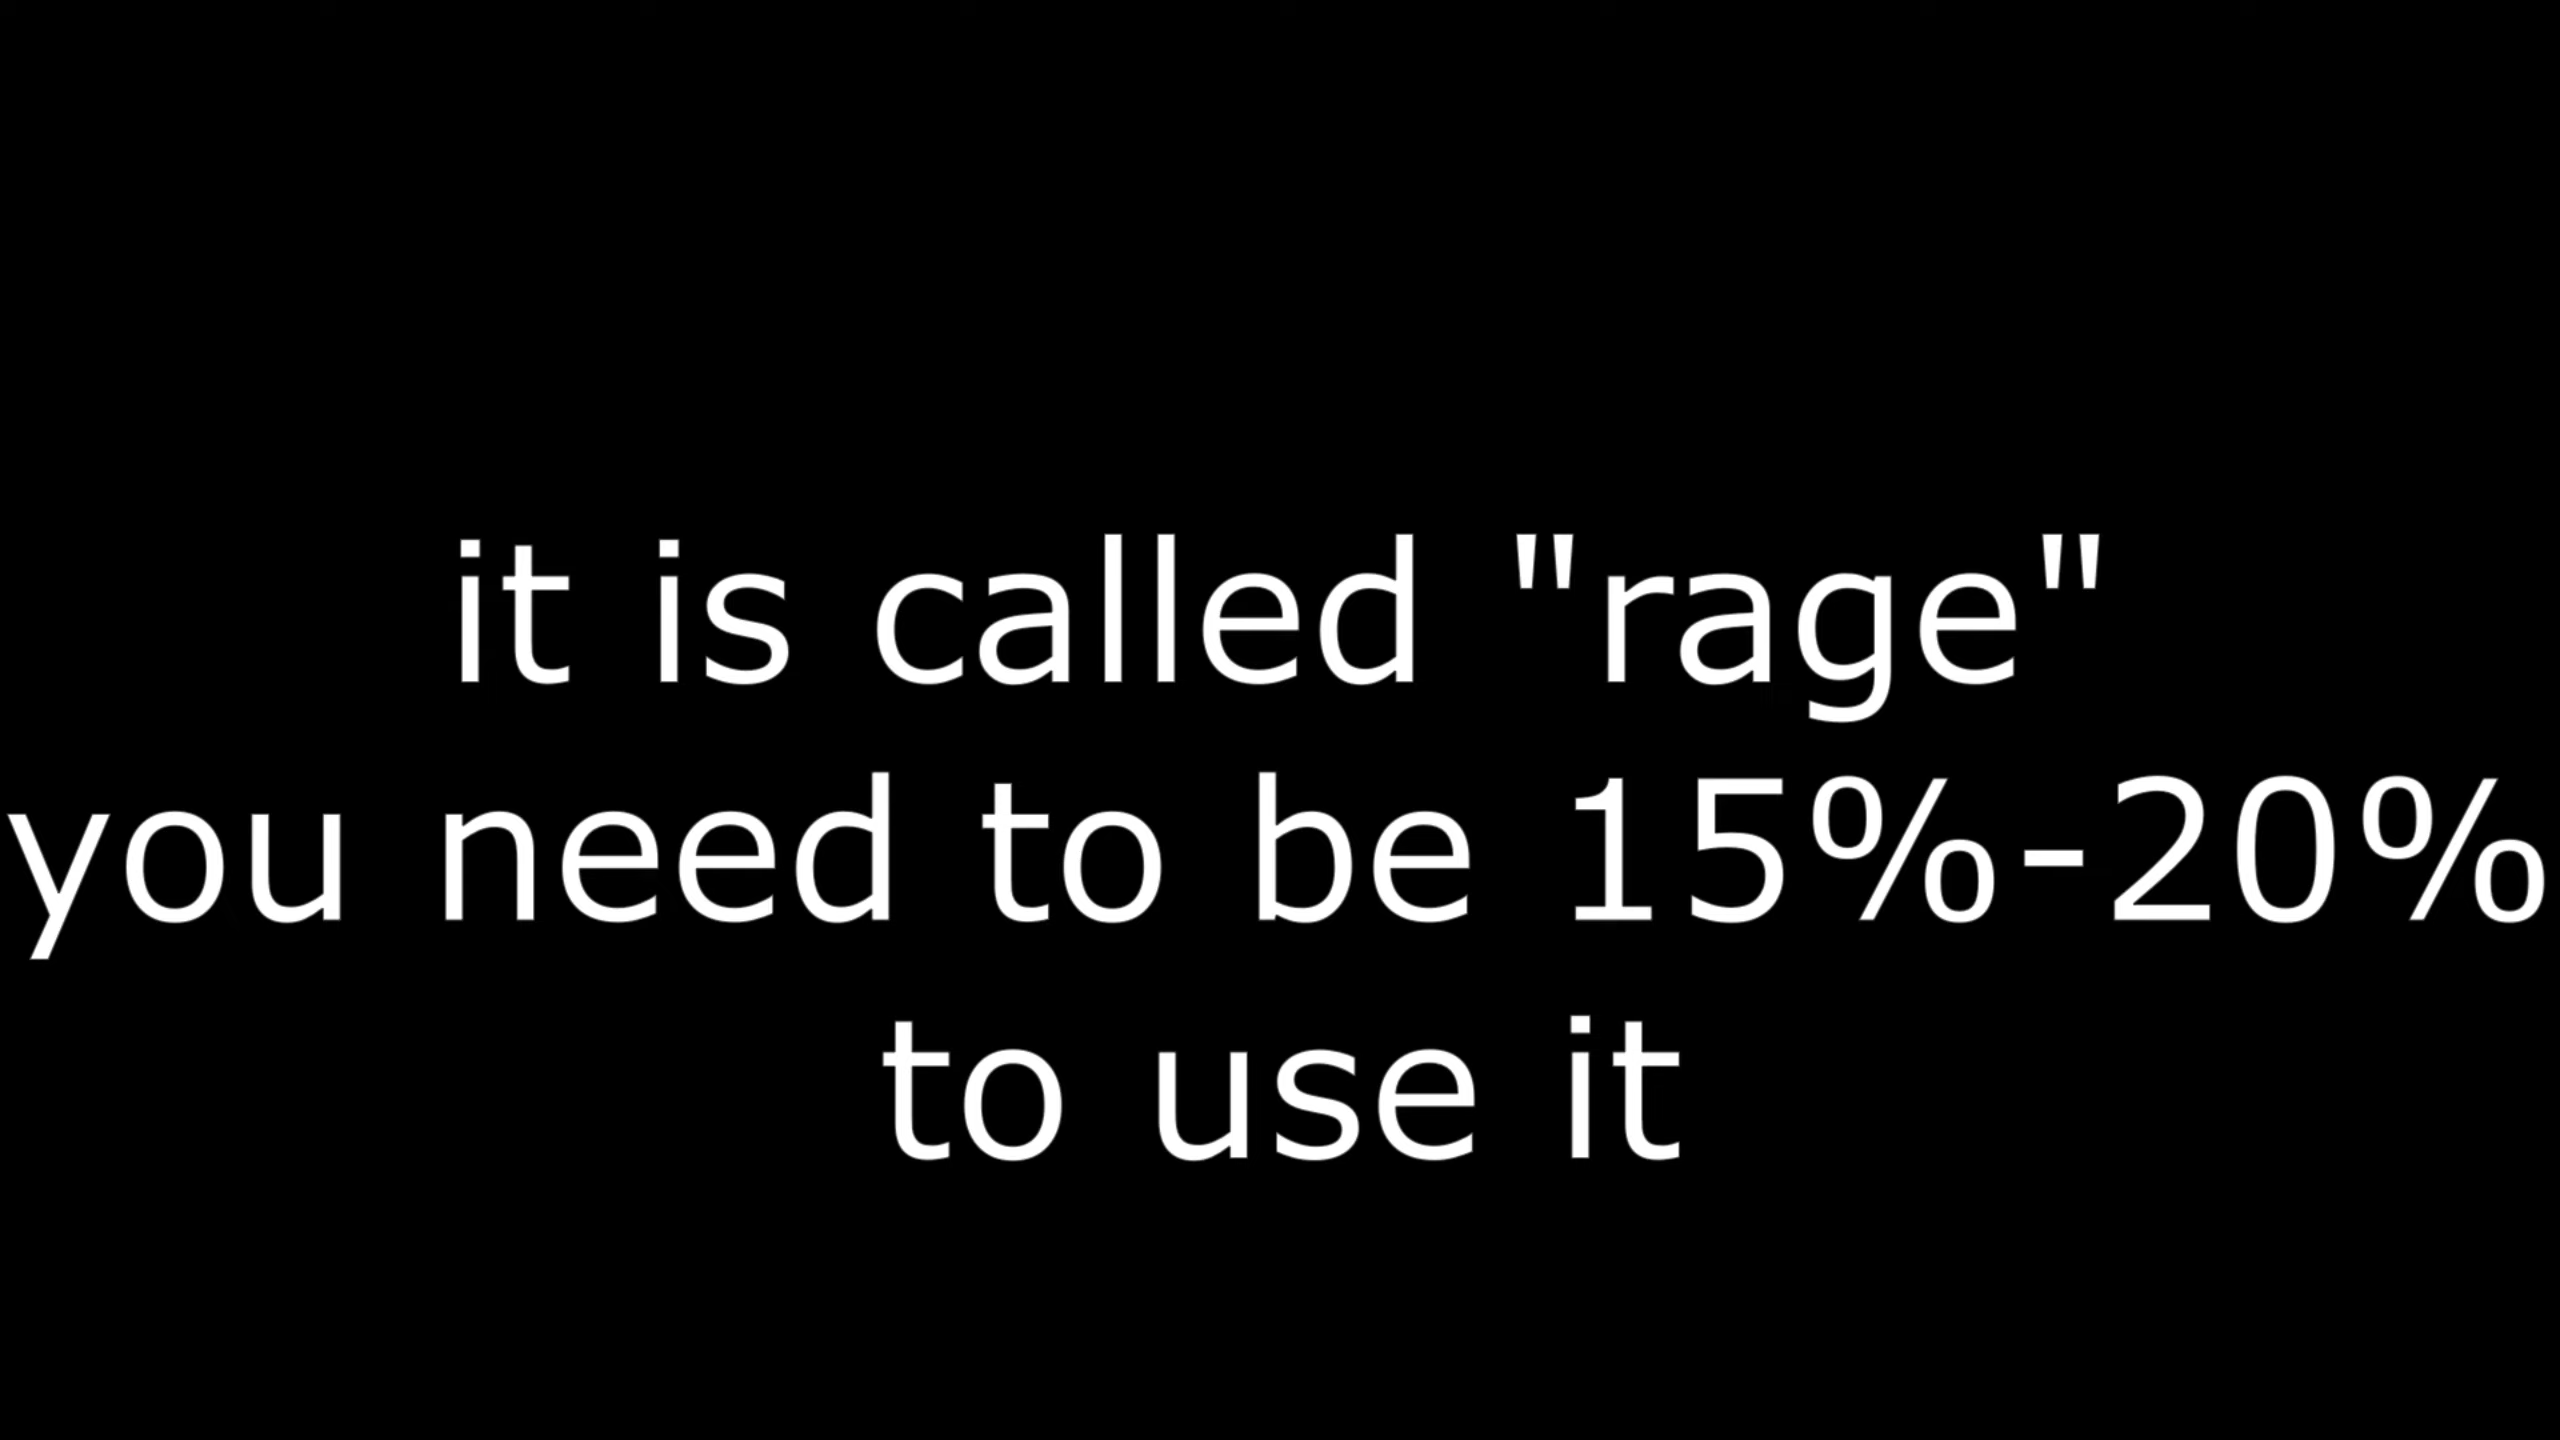 it is called "rage"
you need to be 15%-20%
to use it